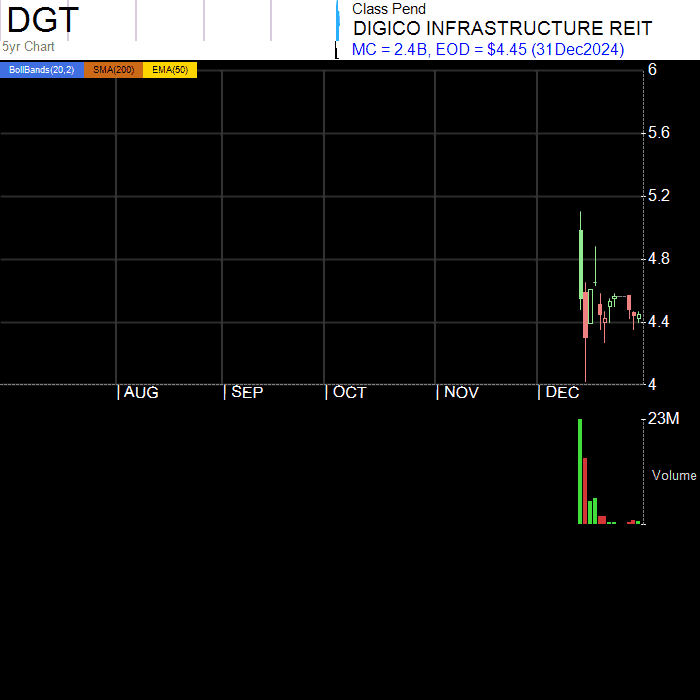 DGT
Class Pend
DIGICO INFRASTRUCTURE REIT
5yr Chart
MC = 2.4B, EOD = $4.45 (31Dec2024)
BollBands(20,2) SMA(200) EMA(50)
6
5.6
5.2
4.8
4.4
4
AUG SEP OCT NOV DEC
23M
Volume